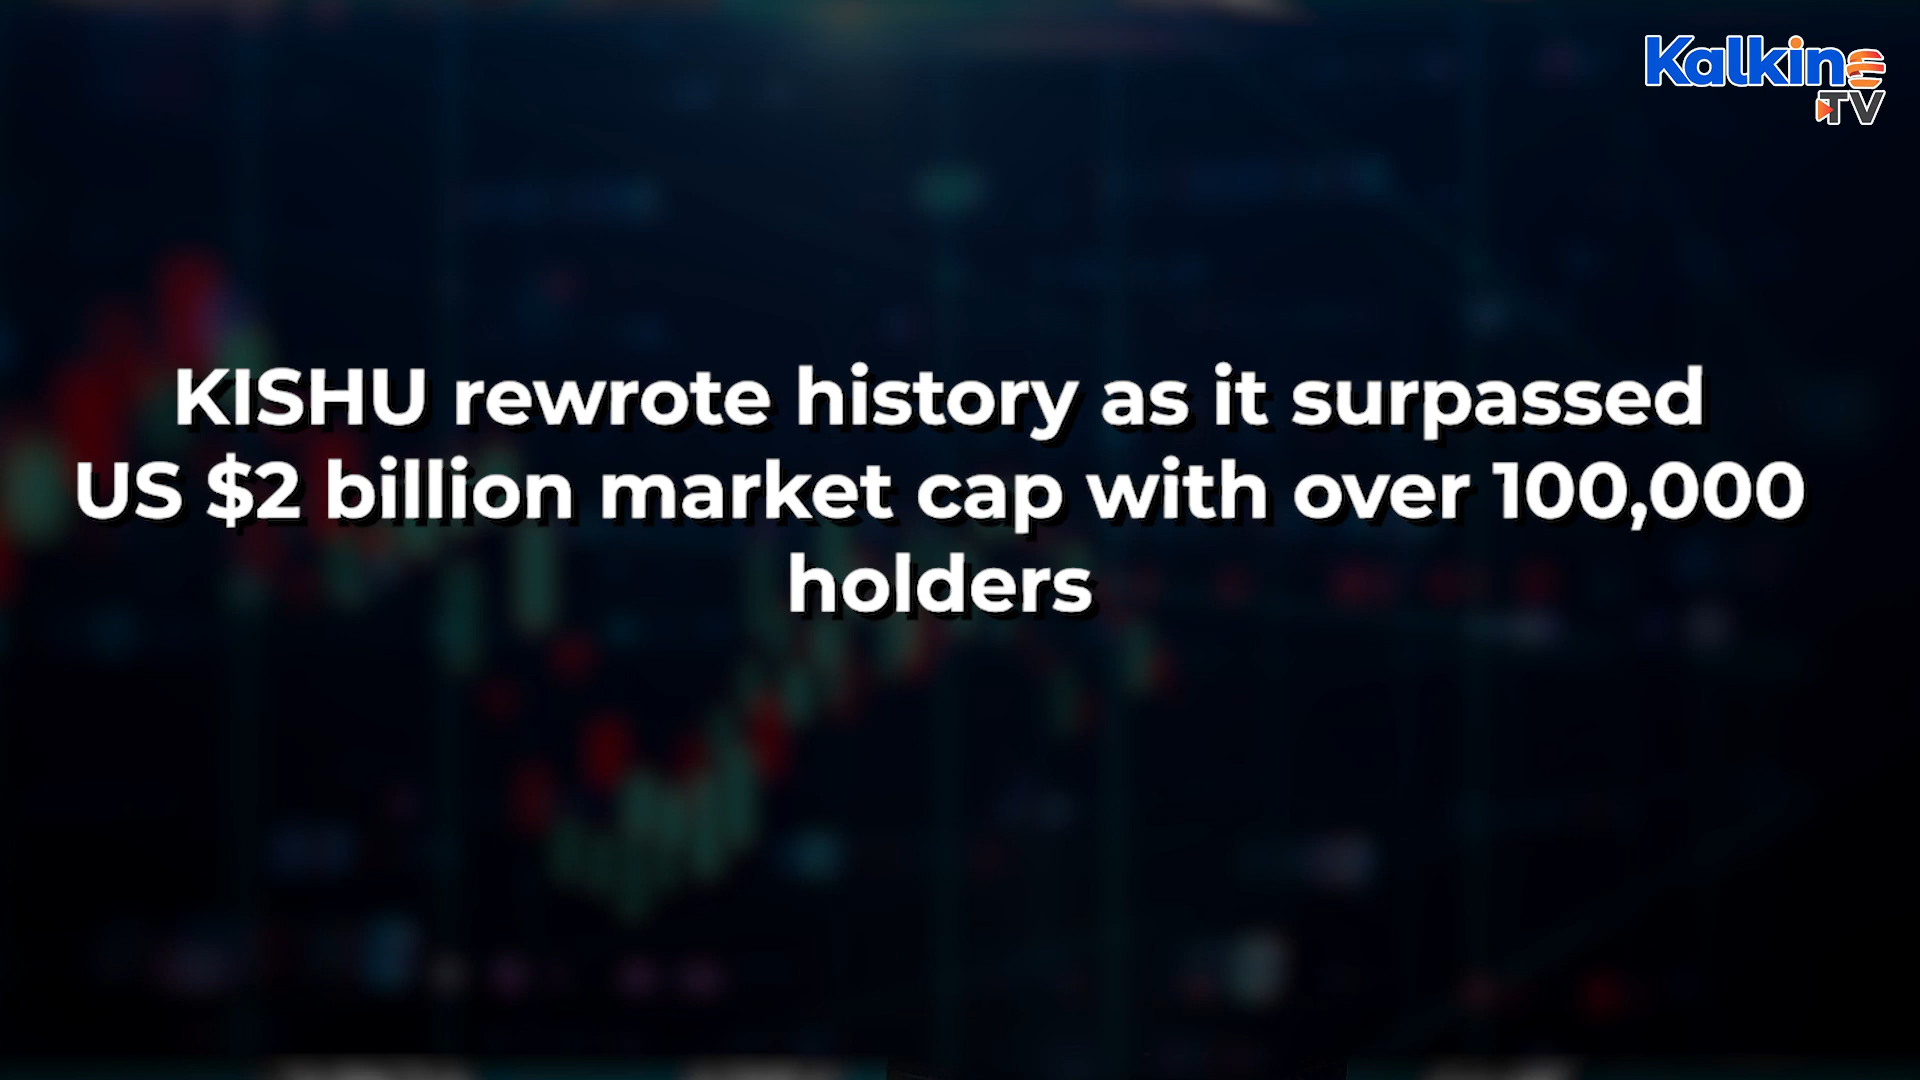 Kalkine
TV
KISHU rewrote history as it surpassed
US $2 billion market cap with over 100,000
holders